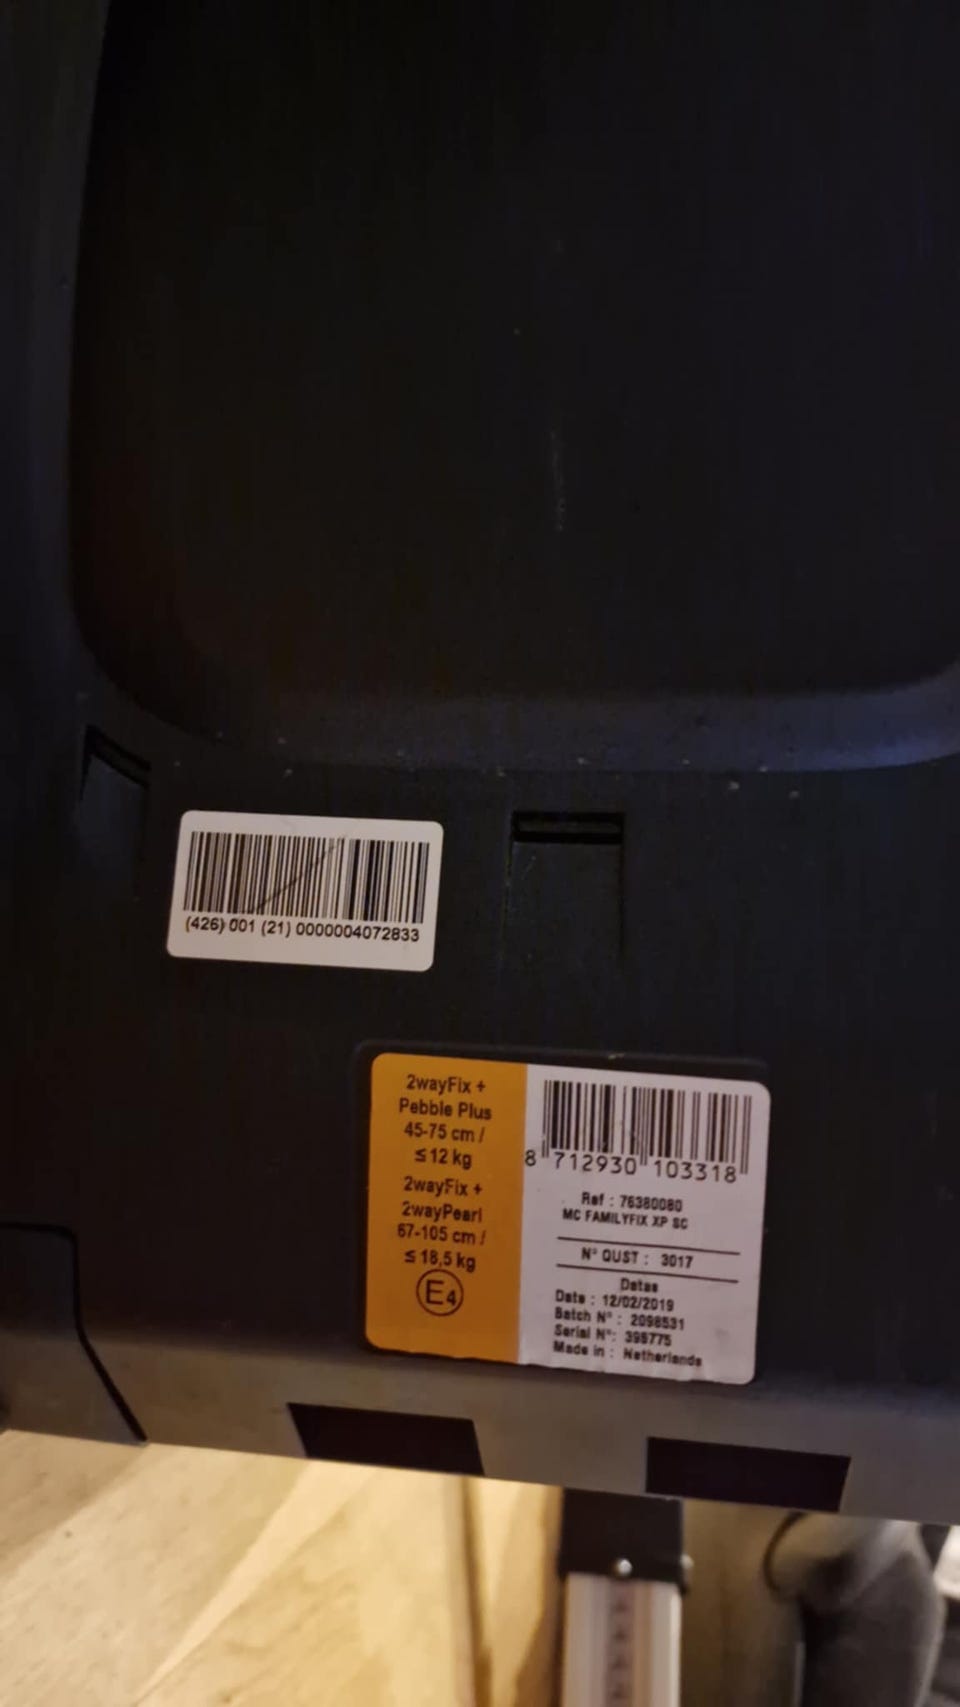 (426) 001 (21) 0000004072833
2wayFix +
Pebble Plus
45-75 cm /
≤ 12 kg
2wayFix +
2wayPearl
67-105 cm /
≤ 18,5 kg
E4
8 712930 103318
Ref : 76380080
MC FAMILYFIX XP SC
N° QUST : 3017
Datas
Date : 12/02/2019
Batch N° : 2098531
Serial N°:
Made in : Netherlands